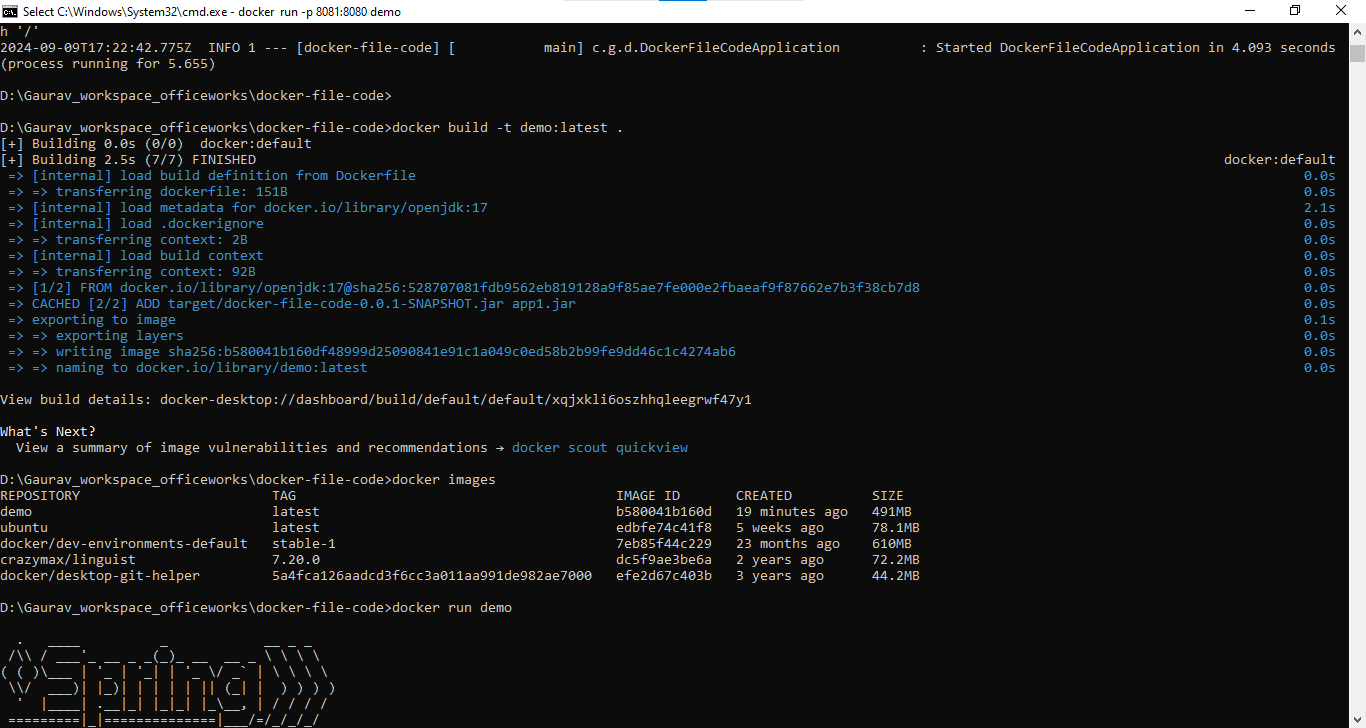 Select C:\Windows\System32\cmd.exe - docker  run -p 8081:8080 demo
h '/'
2024-09-09T17:22:42.775Z  INFO 1 --- [docker-file-code] [           main] c.g.d.DockerFileCodeApplication          : Started DockerFileCodeApplication in 4.093 seconds
(process running for 5.655)
D:\Gaurav_workspace_officeworks\docker-file-code>
D:\Gaurav_workspace_officeworks\docker-file-code>docker build -t demo:latest .
[+] Building 0.0s (0/0)  docker:default
[+] Building 2.5s (7/7) FINISHED                                                                                                                         docker:default
 => [internal] load build definition from Dockerfile 0.0s
 => => transferring dockerfile: 151B 0.0s
 => [internal] load metadata for docker.io/library/openjdk:17 2.1s
 => [internal] load .dockerignore 0.0s
 => => transferring context: 2B 0.0s
 => [internal] load build context 0.0s
 => => transferring context: 92B 0.0s
 => [1/2] FROM docker.io/library/openjdk:17@sha256:528707081fdb9562eb819128a9f85ae7fe000e2fbaeaf9f87662e7b3f38cb7d8 0.0s
 => CACHED [2/2] ADD target/docker-file-code-0.0.1-SNAPSHOT.jar app1.jar 0.0s
 => exporting to image 0.1s
 => => exporting layers 0.0s
 => => writing image sha256:b580041b160df48999d25090841e91c1a049c0ed58b2b99fe9dd46c1c4274ab6 0.0s
 => => naming to docker.io/library/demo:latest 0.0s
View build details: docker-desktop://dashboard/build/default/default/xqjxkli6oszhhqleegrwf47y1
What's Next?
  View a summary of image vulnerabilities and recommendations → docker scout quickview
D:\Gaurav_workspace_officeworks\docker-file-code>docker images
REPOSITORY                        TAG                                        IMAGE ID       CREATED          SIZE
demo                              latest                                     b580041b160d   19 minutes ago   491MB
ubuntu                            latest                                     edbfe74c41f8   5 weeks ago      78.1MB
docker/dev-environments-default   stable-1                                   7eb85f44c229   23 months ago    610MB
crazymax/linguist                 7.20.0                                     dc5f9ae3be6a   2 years ago      72.2MB
docker/desktop-git-helper         5a4fca126aadcd3f6cc3a011aa991de982ae7000   efe2d67c403b   3 years ago      44.2MB
D:\Gaurav_workspace_officeworks\docker-file-code>docker run demo
  .   ____          _            __ _ _
 /\\ / ___'_ __ _ _(_)_ __  __ _ \ \ \ \
( ( )\___ | '_ | '_| | '_ \/ _` | \ \ \ \
 \\/  ___)| |_)| | | | | || (_| |  ) ) ) )
  '  |____| .__|_| |_|_| |_\__, | / / / /
 =========|_|==============|___/=/_/_/_/